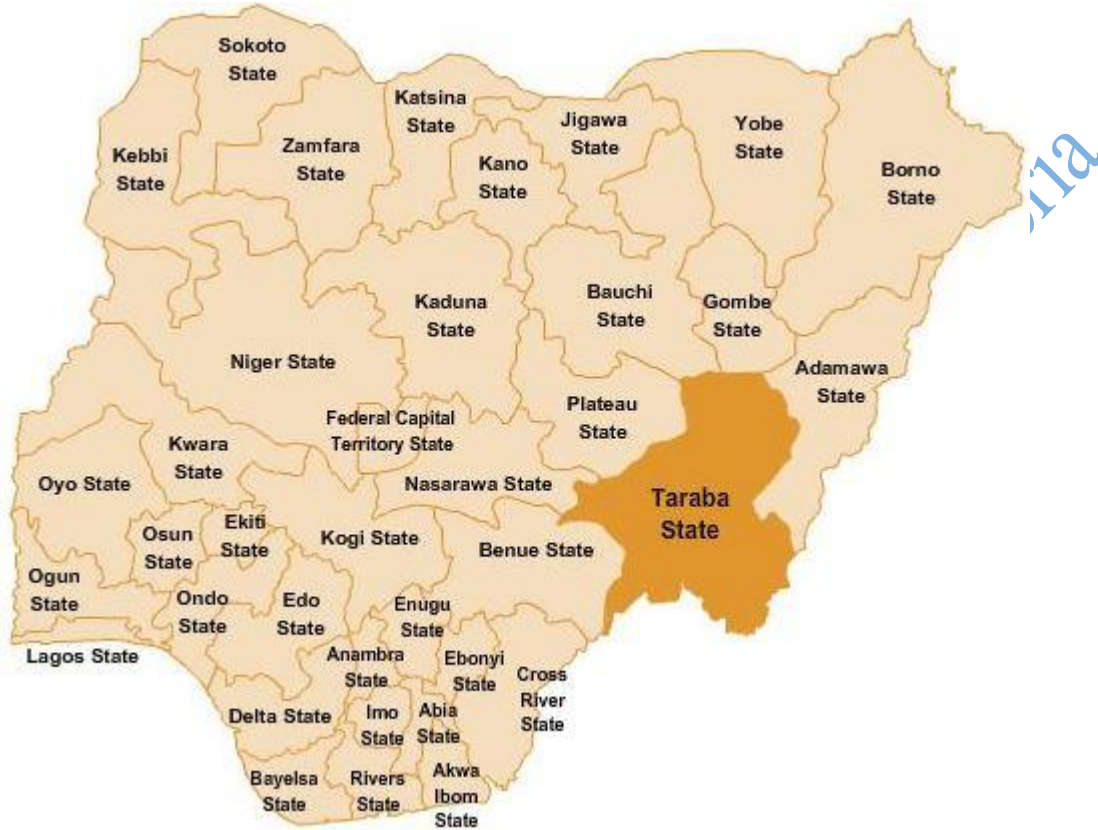 Sokoto
State
Katsina
State
Jigawa
State
Yobe
State
Kebbi
State
Zamfara
State
Kano
State
Borno
State
Kaduna
State
Bauchi
State
Gombe
State
Niger State
Adamawa
State
Plateau
State
Federal Capital
Territory State
Kwara
State
Oyo State
Nasarawa State
Taraba
State
Osun
State
Ekiti
State
Kogi State
Benue State
Ogun
State
Ondo
State
Edo
State
Enugu
State
Lagos State
Anambra
State
Ebonyi
State
Cross
River
State
Delta State
Imo
State
Abia
State
Bayelsa
State
Rivers
State
Akwa
Ibom
State